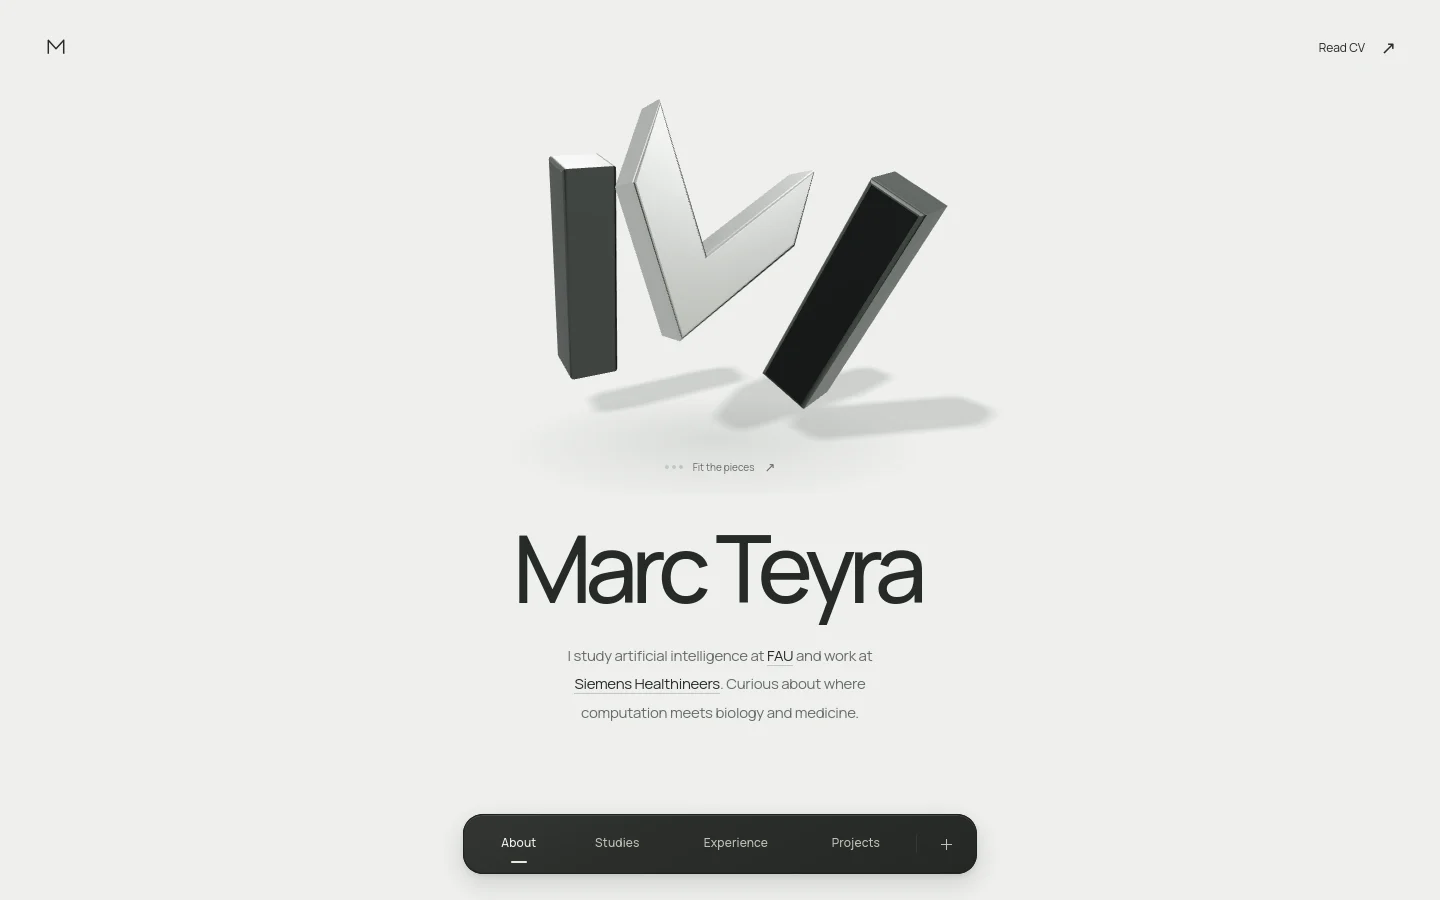 M
Read CV
Fit the pieces
Marc Teyra
I study artificial intelligence at FAU and work at
Siemens Healthineers. Curious about where
computation meets biology and medicine.
About
Studies
Experience
Projects